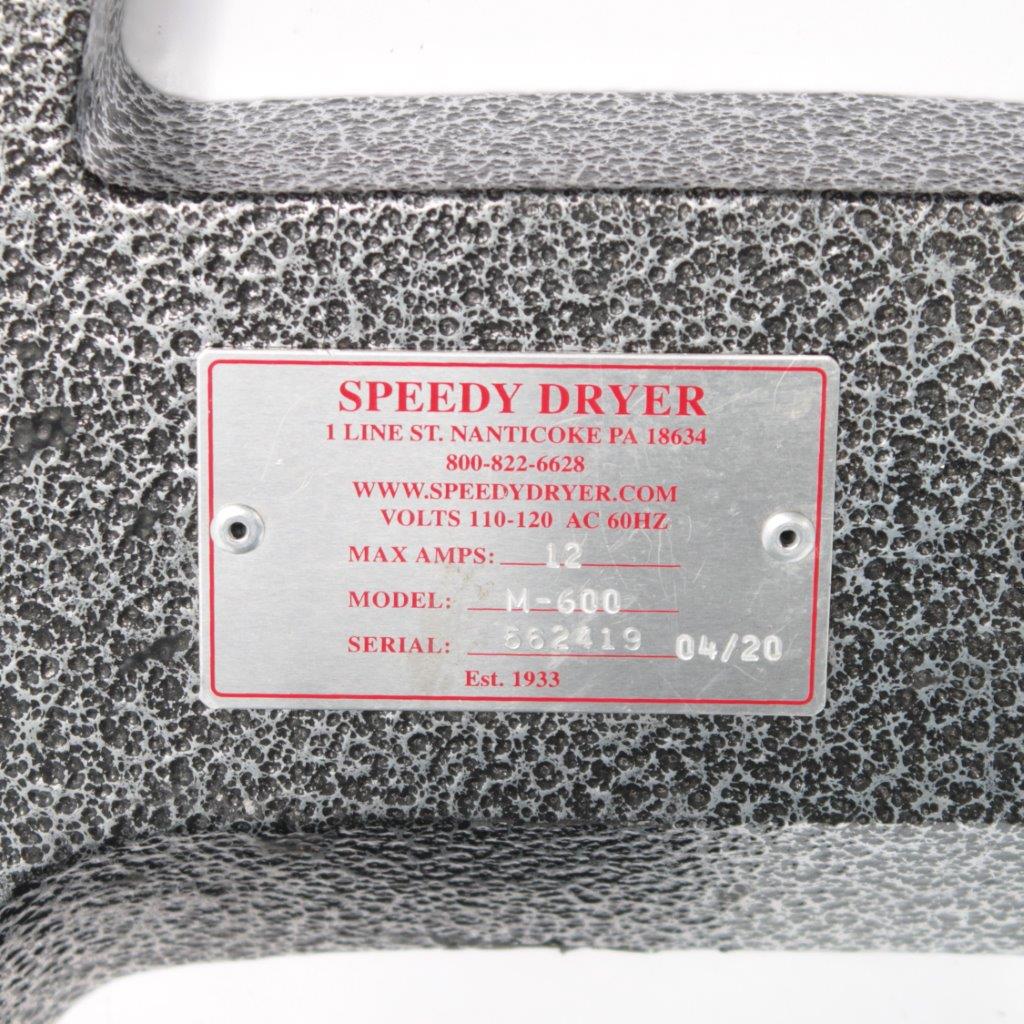 SPEEDY DRYER
1 LINE ST. NANTICOKE PA 18634
800-822-6628
WWW.SPEEDYDRYER.COM
VOLTS 110-120 AC 60HZ
MAX AMPS: 12
MODEL: M-600
SERIAL: 662419 04/20
Est. 1933